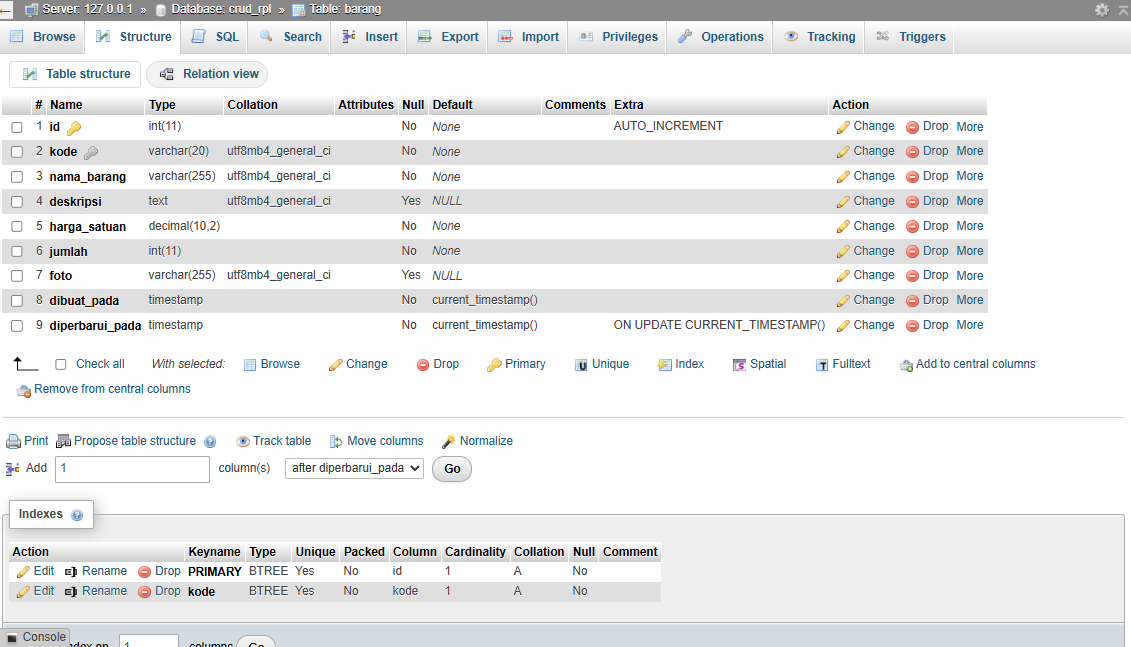 Server: 127.0.0.1 » Database: crud_rpl » Table: barang
Browse Structure SQL Search Insert Export Import Privileges Operations Tracking Triggers
Table structure Relation view
# Name Type Collation Attributes Null Default Comments Extra Action
1 id int(11) No None AUTO_INCREMENT Change Drop More
2 kode varchar(20) utf8mb4_general_ci No None Change Drop More
3 nama_barang varchar(255) utf8mb4_general_ci No None Change Drop More
4 deskripsi text utf8mb4_general_ci Yes NULL Change Drop More
5 harga_satuan decimal(10,2) No None Change Drop More
6 jumlah int(11) No None Change Drop More
7 foto varchar(255) utf8mb4_general_ci Yes NULL Change Drop More
8 dibuat_pada timestamp No current_timestamp() Change Drop More
9 diperbarui_pada timestamp No current_timestamp() ON UPDATE CURRENT_TIMESTAMP() Change Drop More
Check all With selected: Browse Change Drop Primary Unique Index Spatial Fulltext Add to central columns
Remove from central columns
Print Propose table structure Track table Move columns Normalize
Add 1 column(s) after diperbarui_pada Go
Indexes
Action Keyname Type Unique Packed Column Cardinality Collation Null Comment
Edit Rename Drop PRIMARY BTREE Yes No id 1 A No
Edit Rename Drop kode BTREE Yes No kode 1 A No
Console
ndex on 1 columns Go